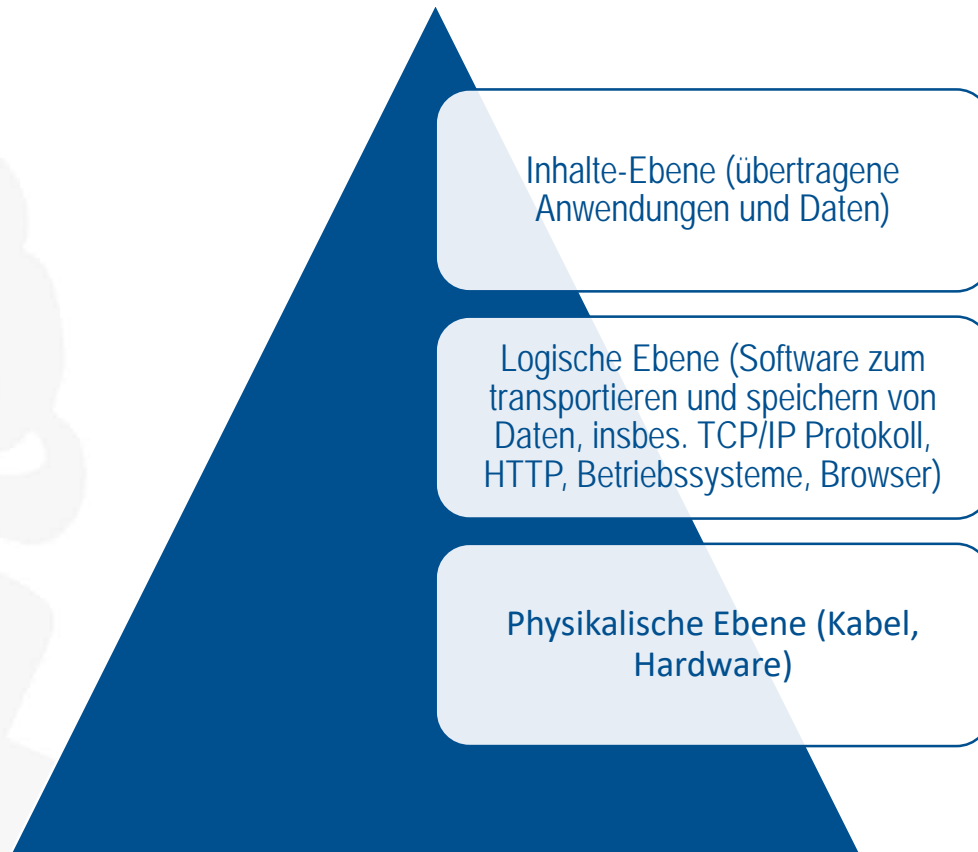 Inhalte-Ebene (übertragene
Anwendungen und Daten)
Logische Ebene (Software zum
transportieren und speichern von
Daten, insbes. TCP/IP Protokoll,
HTTP, Betriebssysteme, Browser)
Physikalische Ebene (Kabel,
Hardware)